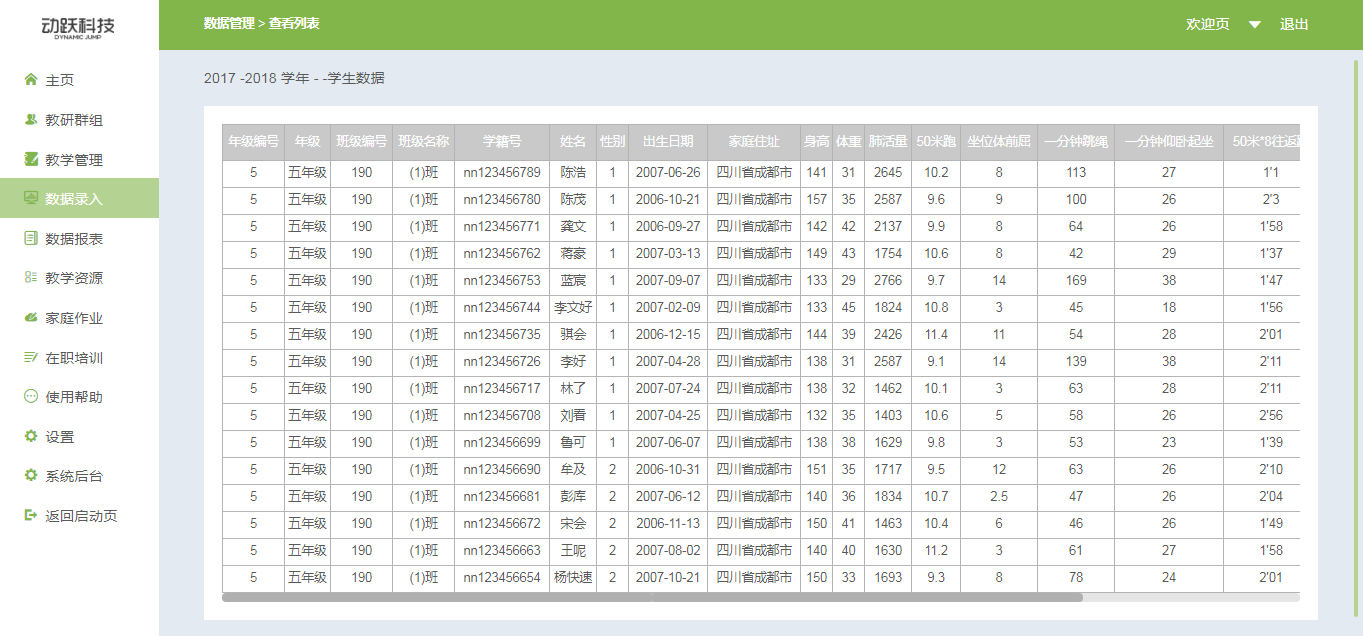 动跃科技
DYNAMIC JUMP
数据管理 > 查看列表
欢迎页 退出
主页
教研群组
教学管理
数据录入
数据报表
教学资源
家庭作业
在职培训
使用帮助
设置
系统后台
返回启动页
2017 -2018 学年 - -学生数据
年级编号 年级 班级编号 班级名称 学籍号 姓名 性别 出生日期 家庭住址 身高 体重 肺活量 50米跑 坐位体前屈 一分钟跳绳 一分钟仰卧起坐 50米*8往返
5 五年级 190 (1)班 nn123456789 陈浩 1 2007-06-26 四川省成都市 141 31 2645 10.2 8 113 27 1'1
5 五年级 190 (1)班 nn123456780 陈茂 1 2006-10-21 四川省成都市 157 35 2587 9.6 9 100 26 2'3
5 五年级 190 (1)班 nn123456771 龚文 1 2006-09-27 四川省成都市 142 42 2137 9.9 8 64 26 1'58
5 五年级 190 (1)班 nn123456762 蒋豪 1 2007-03-13 四川省成都市 149 43 1754 10.6 8 42 29 1'37
5 五年级 190 (1)班 nn123456753 蓝宸 1 2007-09-07 四川省成都市 133 29 2766 9.7 14 169 38 1'47
5 五年级 190 (1)班 nn123456744 李文好 1 2007-02-09 四川省成都市 133 45 1824 10.8 3 45 18 1'56
5 五年级 190 (1)班 nn123456735 骐会 1 2006-12-15 四川省成都市 144 39 2426 11.4 11 54 28 2'01
5 五年级 190 (1)班 nn123456726 李好 1 2007-04-28 四川省成都市 138 31 2587 9.1 14 139 38 2'11
5 五年级 190 (1)班 nn123456717 林了 1 2007-07-24 四川省成都市 138 32 1462 10.1 3 63 28 2'11
5 五年级 190 (1)班 nn123456708 刘看 1 2007-04-25 四川省成都市 132 35 1403 10.6 5 58 26 2'56
5 五年级 190 (1)班 nn123456699 鲁可 1 2007-06-07 四川省成都市 138 38 1629 9.8 3 53 23 1'39
5 五年级 190 (1)班 nn123456690 牟及 2 2006-10-31 四川省成都市 151 35 1717 9.5 12 63 26 2'10
5 五年级 190 (1)班 nn123456681 彭库 2 2007-06-12 四川省成都市 140 36 1834 10.7 2.5 47 26 2'04
5 五年级 190 (1)班 nn123456672 宋会 2 2006-11-13 四川省成都市 150 41 1463 10.4 6 46 26 1'49
5 五年级 190 (1)班 nn123456663 王呢 2 2007-08-02 四川省成都市 140 40 1630 11.2 3 61 27 1'58
5 五年级 190 (1)班 nn123456654 杨快速 2 2007-10-21 四川省成都市 150 33 1693 9.3 8 78 24 2'01